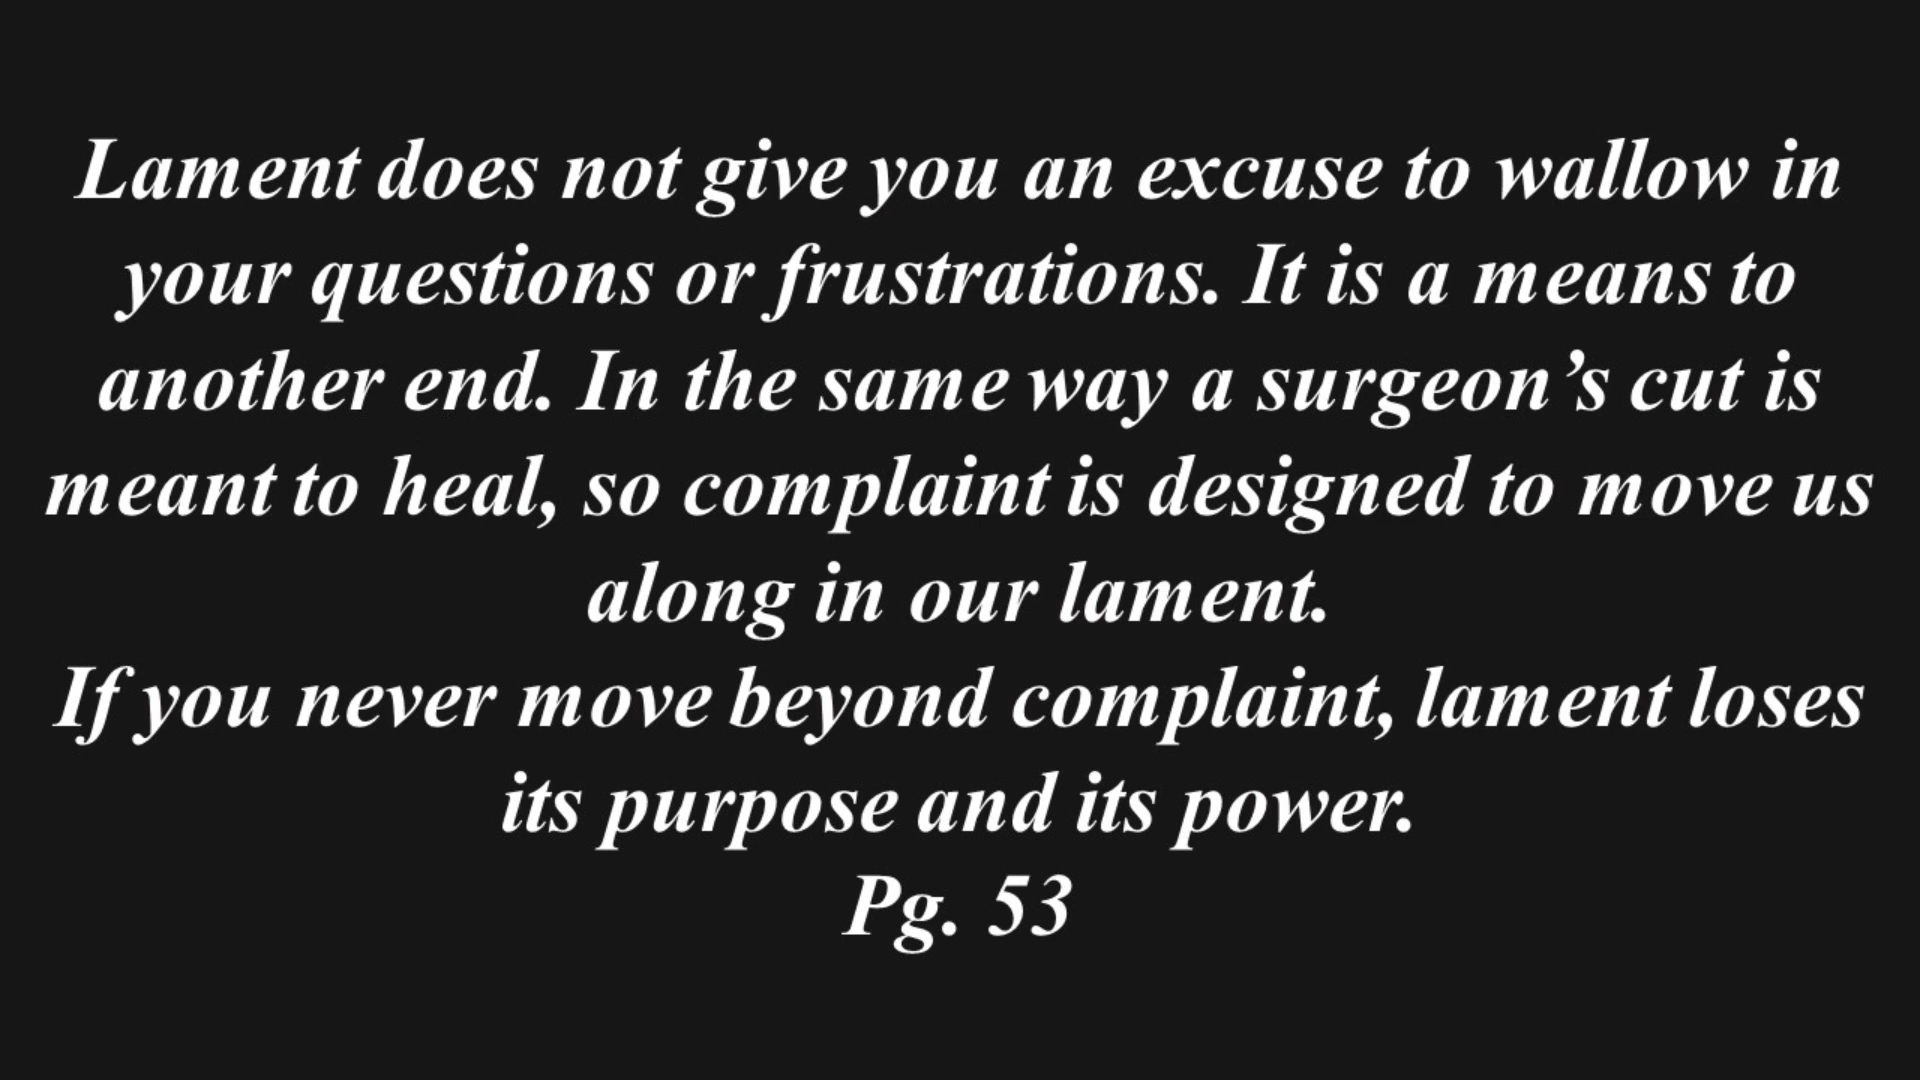 Lament does not give you an excuse to wallow in
your questions or frustrations. It is a means to
another end. In the same way a surgeon’s cut is
meant to heal, so complaint is designed to move us
along in our lament.
If you never move beyond complaint, lament loses
its purpose and its power.
Pg. 53